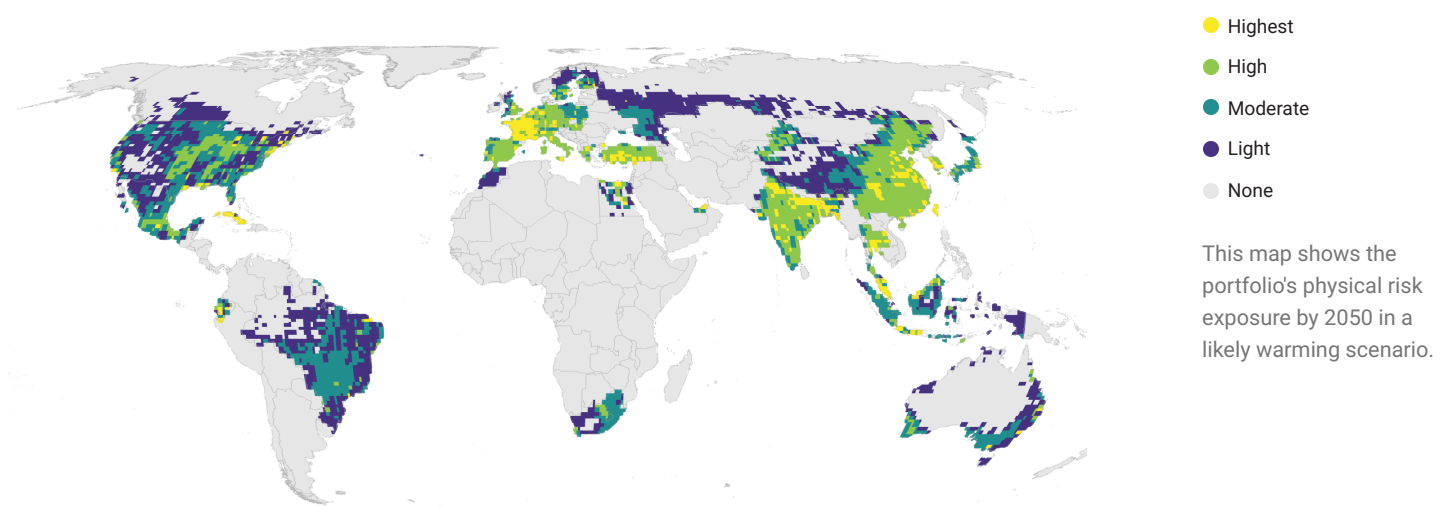 Highest
High
Moderate
Light
None
This map shows the
portfolio's physical risk
exposure by 2050 in a
likely warming scenario.